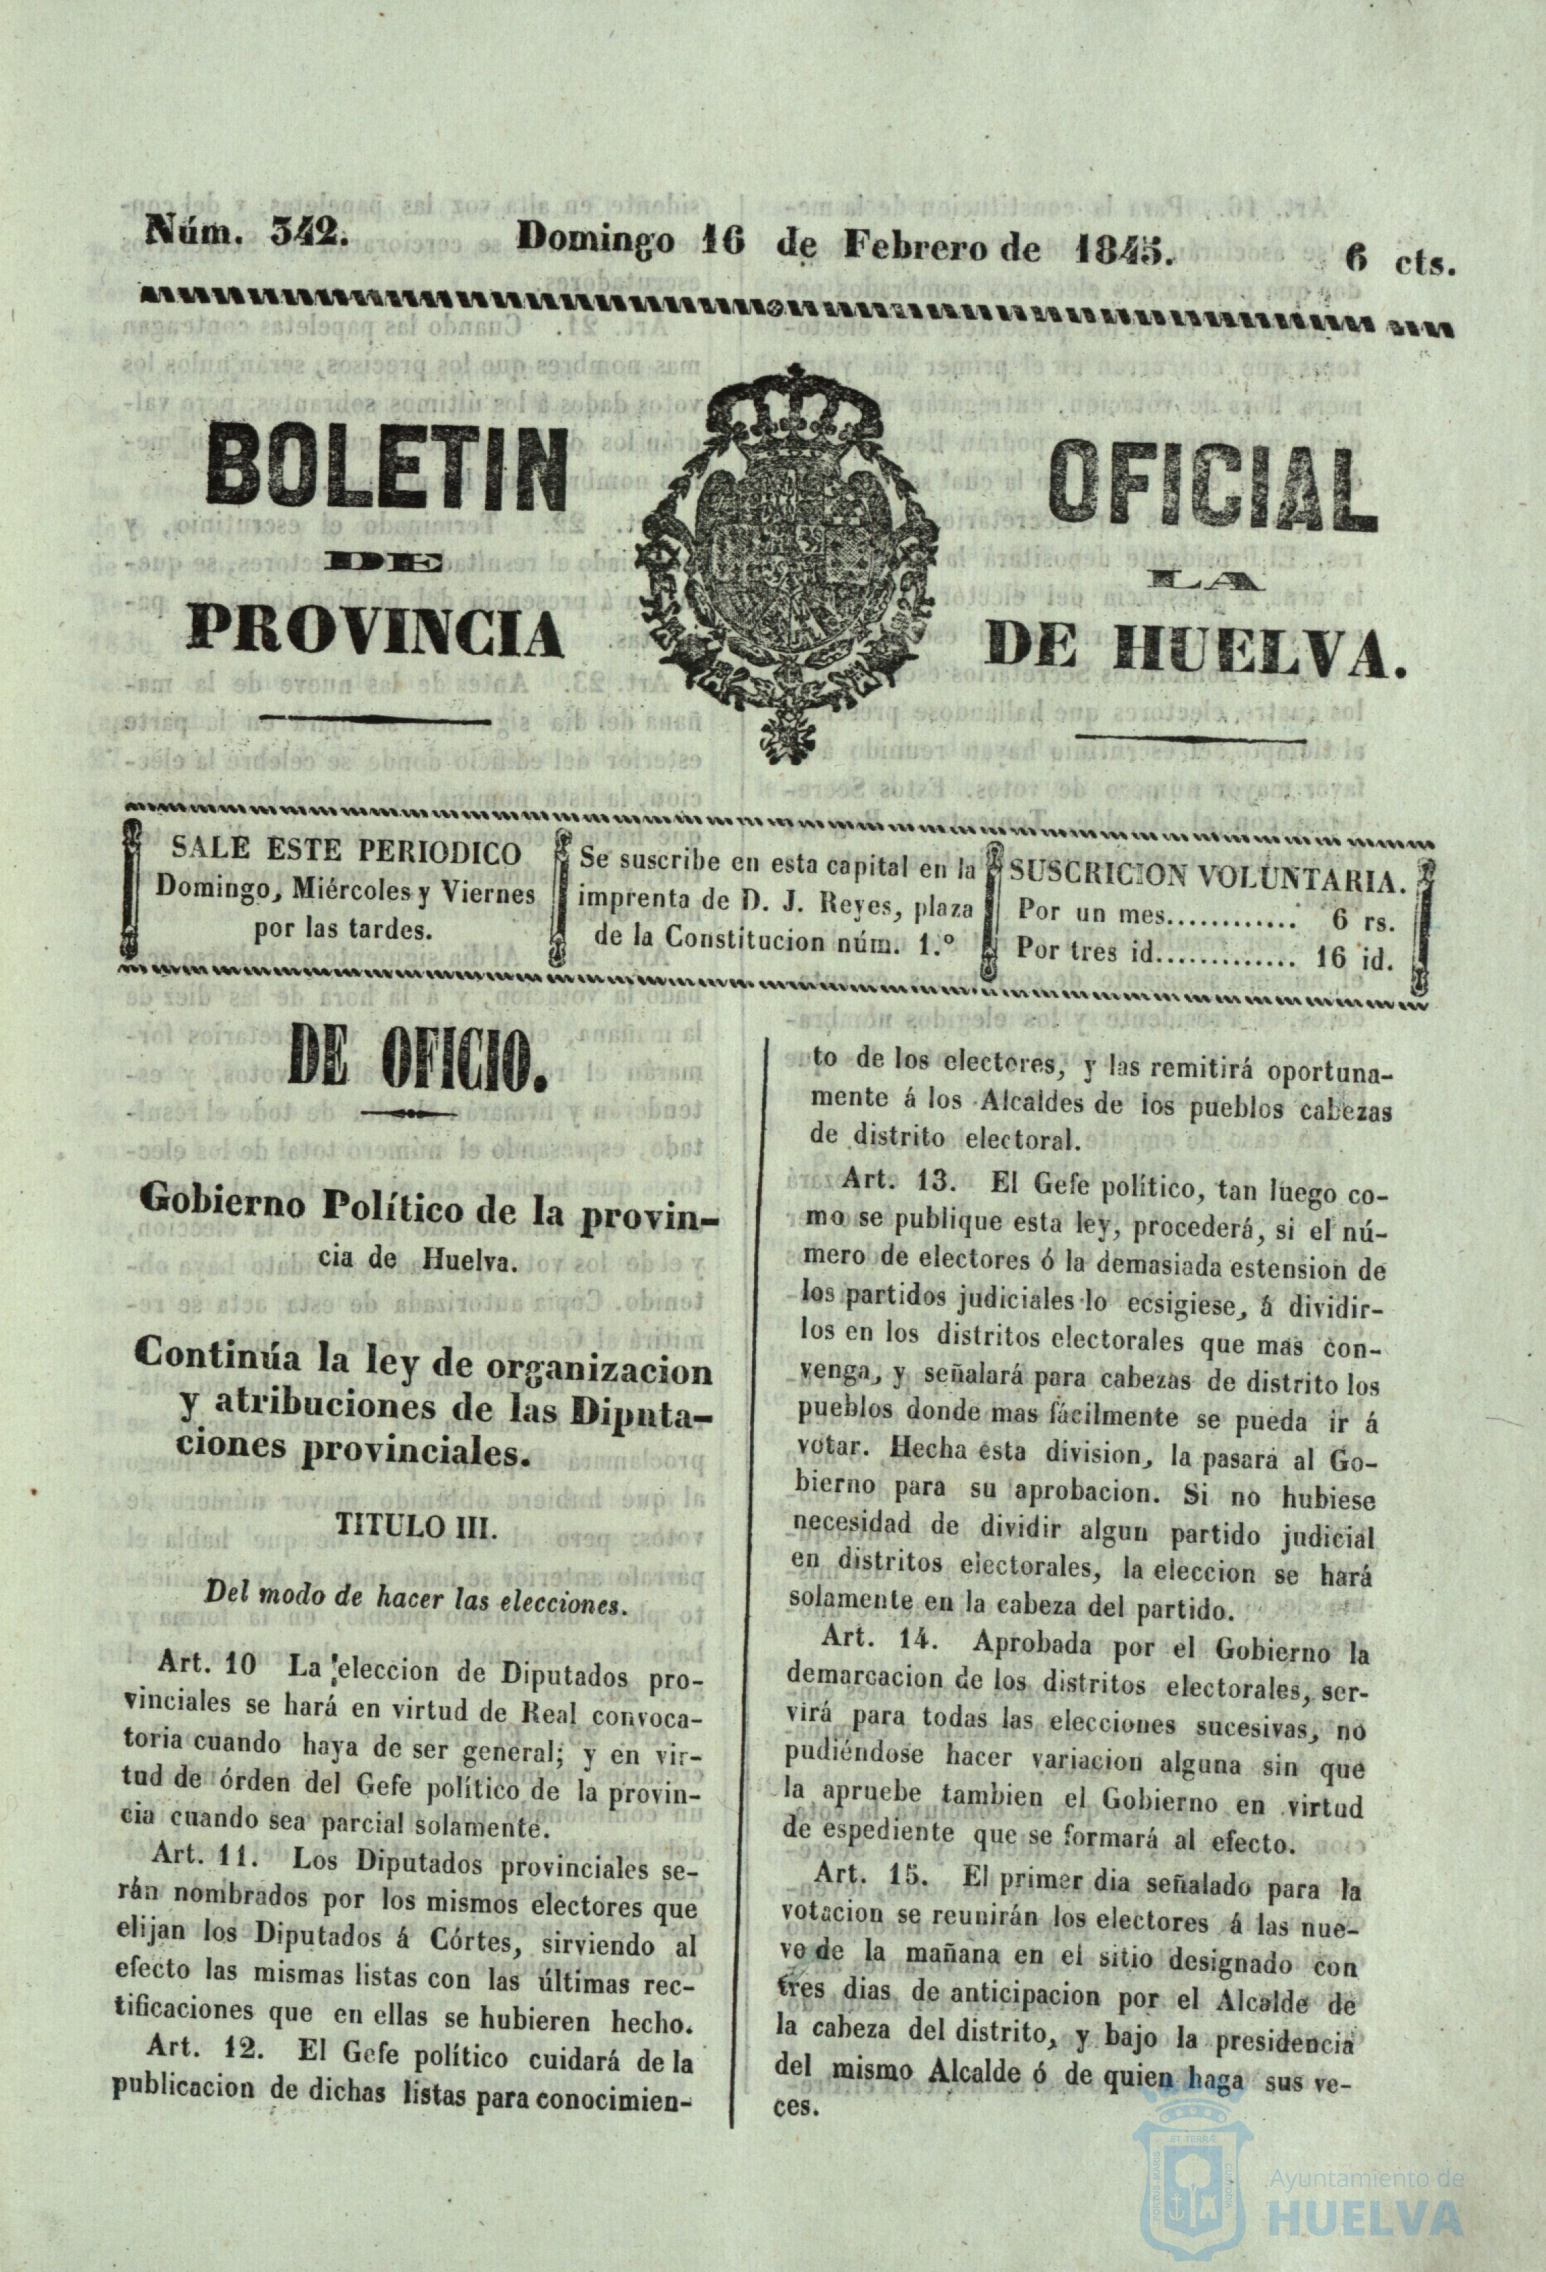 Núm. 342. Domingo 16 de Febrero de 1845. 6 cts.
BOLETIN OFICIAL
DE LA
PROVINCIA DE HUELVA.
SALE ESTE PERIODICO
Domingo, Miércoles y Viernes
por las tardes.
Se suscribe en esta capital en la
imprenta de D. J. Reyes, plaza
de la Constitucion núm. 1.º
SUSCRICION VOLUNTARIA.
Por un mes............ 6 rs.
Por tres id............. 16 id.
DE OFICIO.
Gobierno Político de la provin-
cia de Huelva.
Continúa la ley de organizacion
y atribuciones de las Diputa-
ciones provinciales.
TITULO III.
Del modo de hacer las elecciones.
Art. 10 La eleccion de Diputados pro-
vinciales se hará en virtud de Real convoca-
toria cuando haya de ser general; y en vir-
tud de órden del Gefe político de la provin-
cia cuando sea parcial solamente.
Art. 11. Los Diputados provinciales se-
rán nombrados por los mismos electores que
elijan los Diputados á Córtes, sirviendo al
efecto las mismas listas con las últimas rec-
tificaciones que en ellas se hubieren hecho.
Art. 12. El Gefe político cuidará de la
publicacion de dichas listas para conocimien-
to de los electores, y las remitirá oportuna-
mente á los Alcaldes de los pueblos cabezas
de distrito electoral.
Art. 13. El Gefe político, tan luego co-
mo se publique esta ley, procederá, si el nú-
mero de electores ó la demasiada estension de
los partidos judiciales lo ecsigiese, á dividir-
los en los distritos electorales que mas con-
venga, y señalará para cabezas de distrito los
pueblos donde mas fácilmente se pueda ir á
votar. Hecha esta division, la pasará al Go-
bierno para su aprobacion. Si no hubiese
necesidad de dividir algun partido judicial
en distritos electorales, la eleccion se hará
solamente en la cabeza del partido.
Art. 14. Aprobada por el Gobierno la
demarcacion de los distritos electorales, ser-
virá para todas las elecciones sucesivas, no
pudiéndose hacer variacion alguna sin que
la apruebe tambien el Gobierno en virtud
de espediente que se formará al efecto.
Art. 15. El primer dia señalado para la
votacion se reunirán los electores á las nue-
ve de la mañana en el sitio designado con
tres dias de anticipacion por el Alcalde de
la cabeza del distrito, y bajo la presidencia
del mismo Alcalde ó de quien haga sus ve-
ces.
Ayuntamiento de
HUELVA